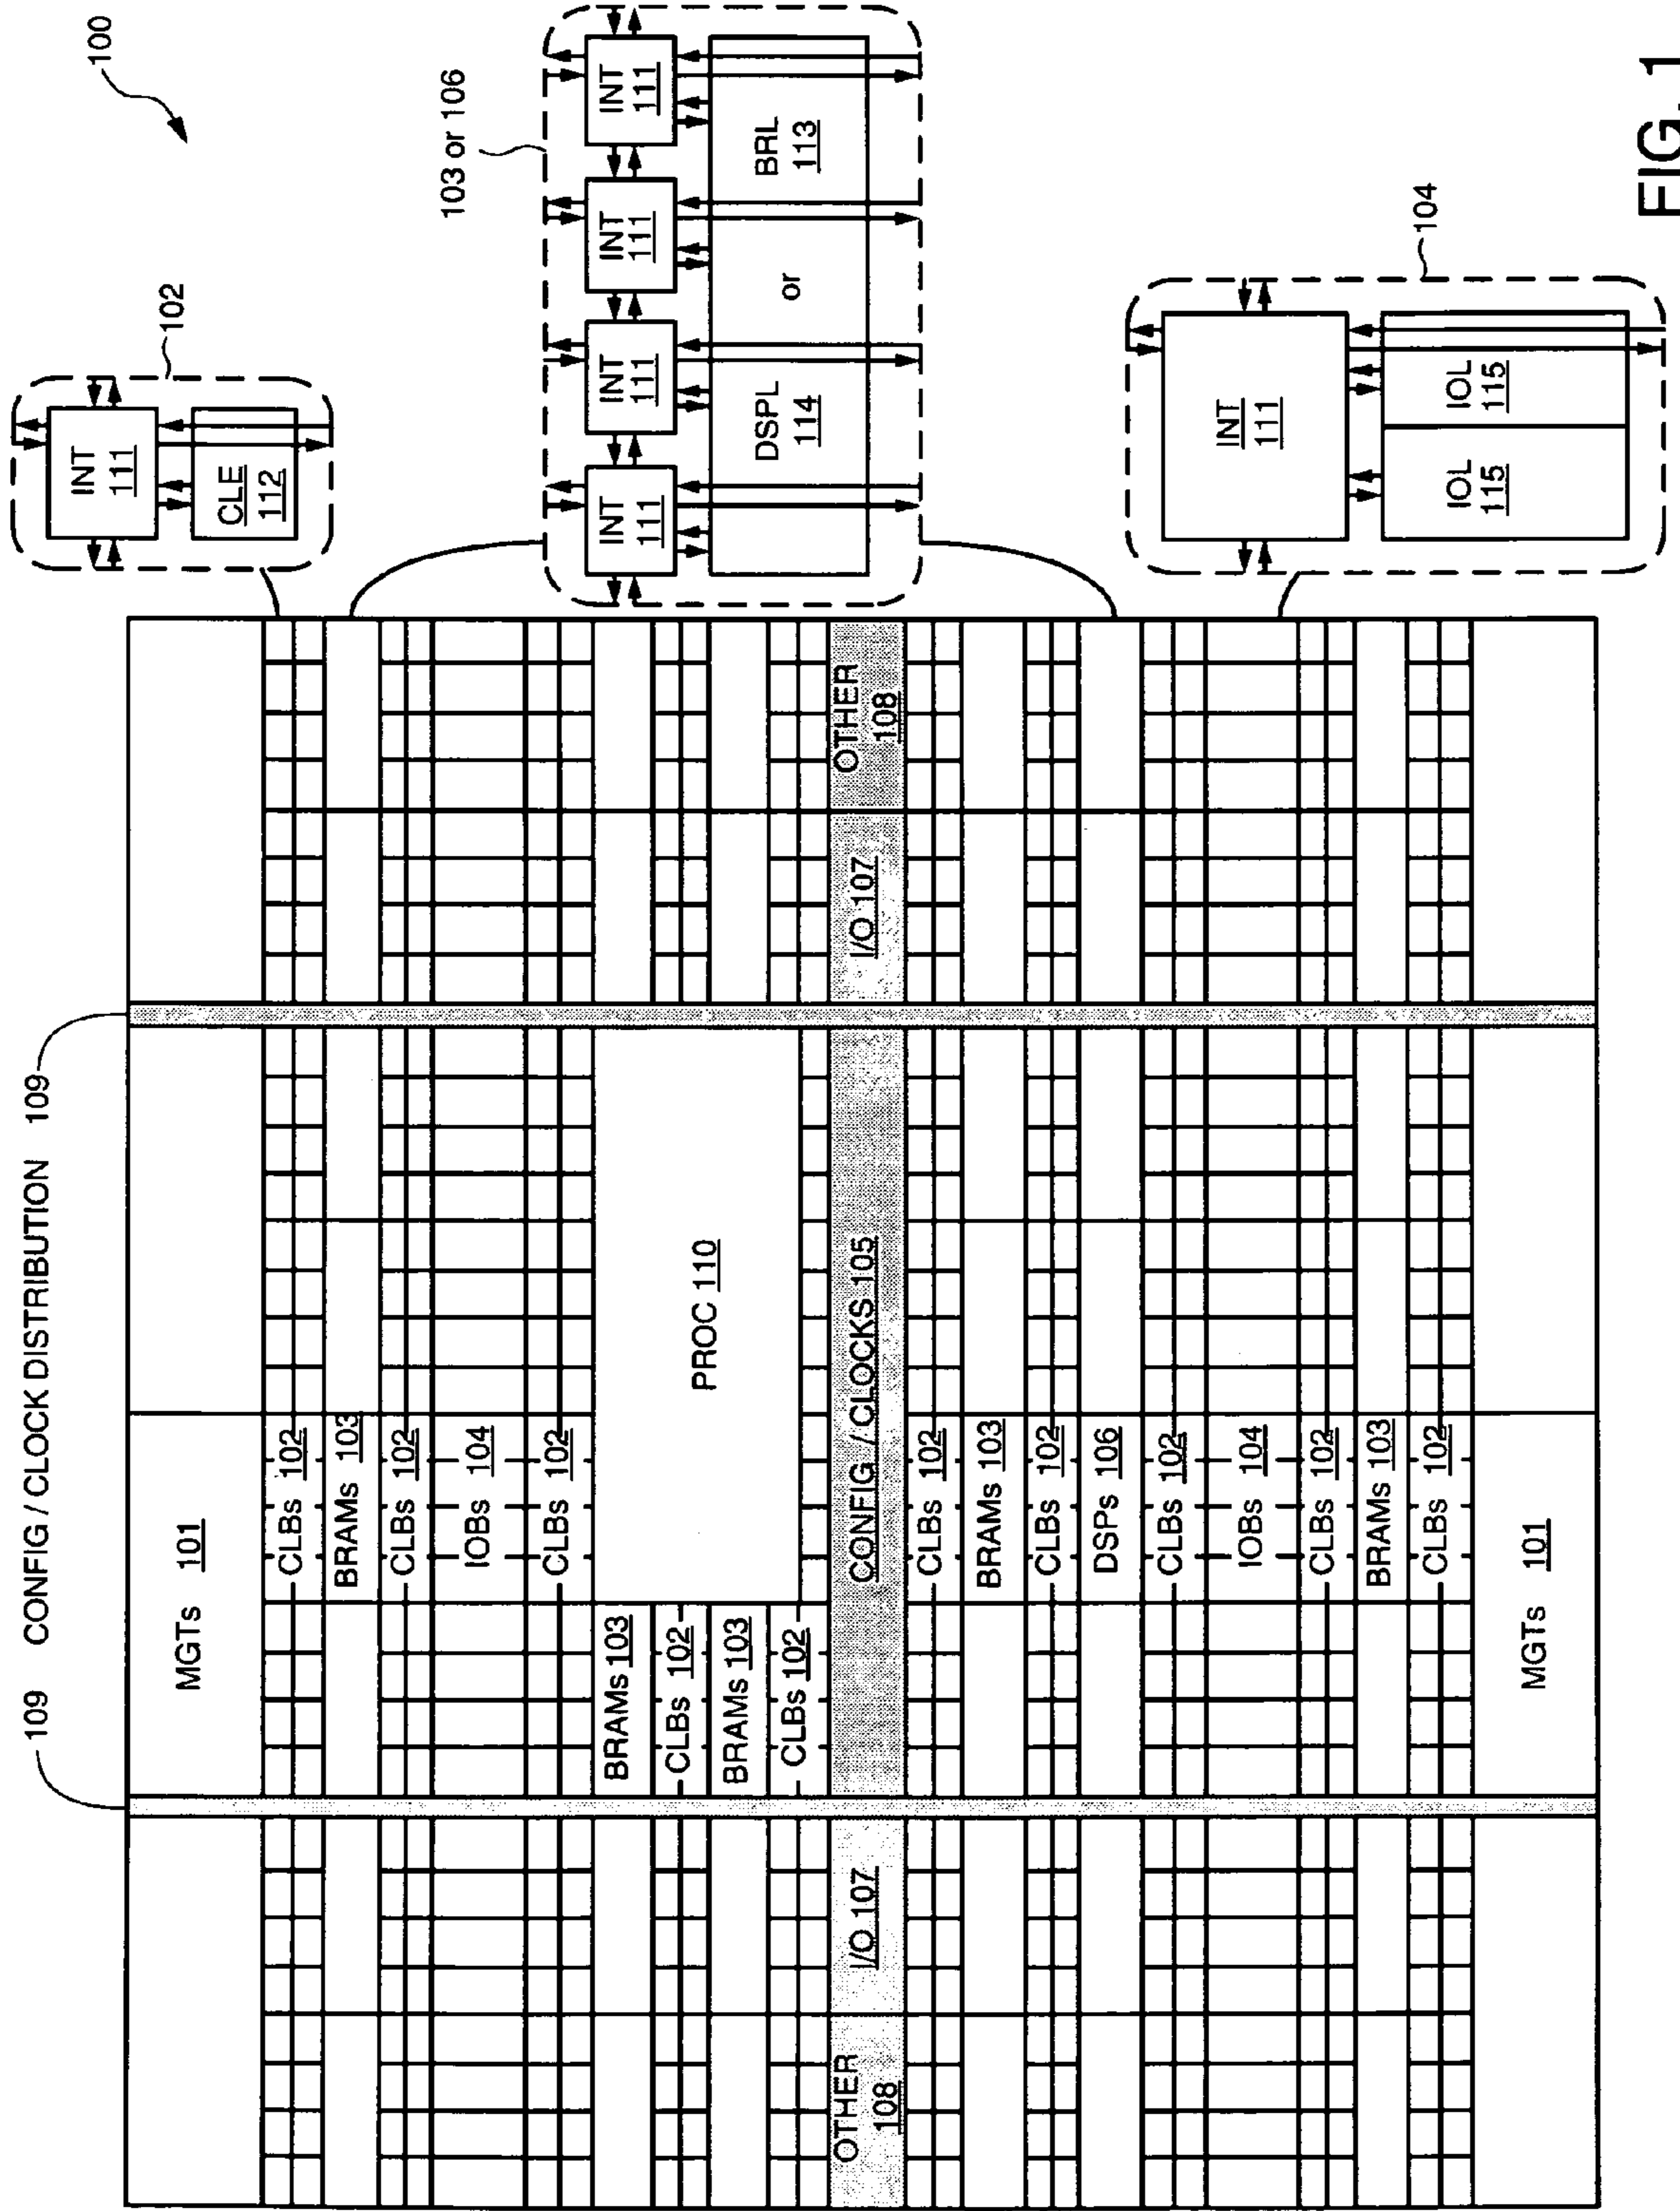 109 CONFIG / CLOCK DISTRIBUTION 109
100
MGTs 101
CLBs 102
BRAMs 103
CLBs 102
IOBs 104
CLBs 102
BRAMs 103
CLBs 102
BRAMs 103
CLBs 102
PROC 110
OTHER
108
I/O 107
CONFIG / CLOCKS 105
I/O 107
OTHER
108
CLBs 102
BRAMs 103
CLBs 102
DSPs 106
CLBs 102
IOBs 104
CLBs 102
BRAMs 103
CLBs 102
MGTs 101
102
INT
111
CLE
112
103 or 106
INT
111
INT
111
INT
111
INT
111
DSPL
114
or
BRL
113
104
INT
111
IOL
115
IOL
115
FIG. 1